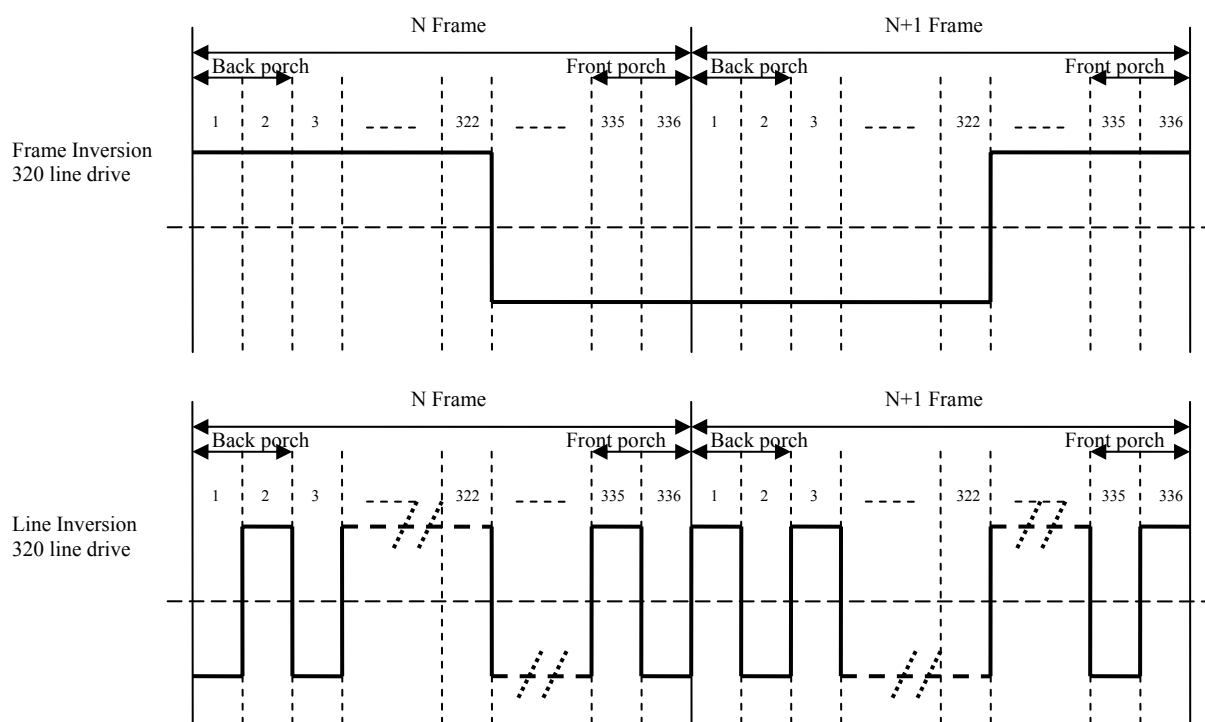 N Frame N+1 Frame
Back porch Front porch Back porch Front porch
1 2 3 322 335 336 1 2 3 322 335 336
Frame Inversion
320 line drive
N Frame N+1 Frame
Back porch Front porch Back porch Front porch
1 2 3 322 335 336 1 2 3 322 335 336
Line Inversion
320 line drive